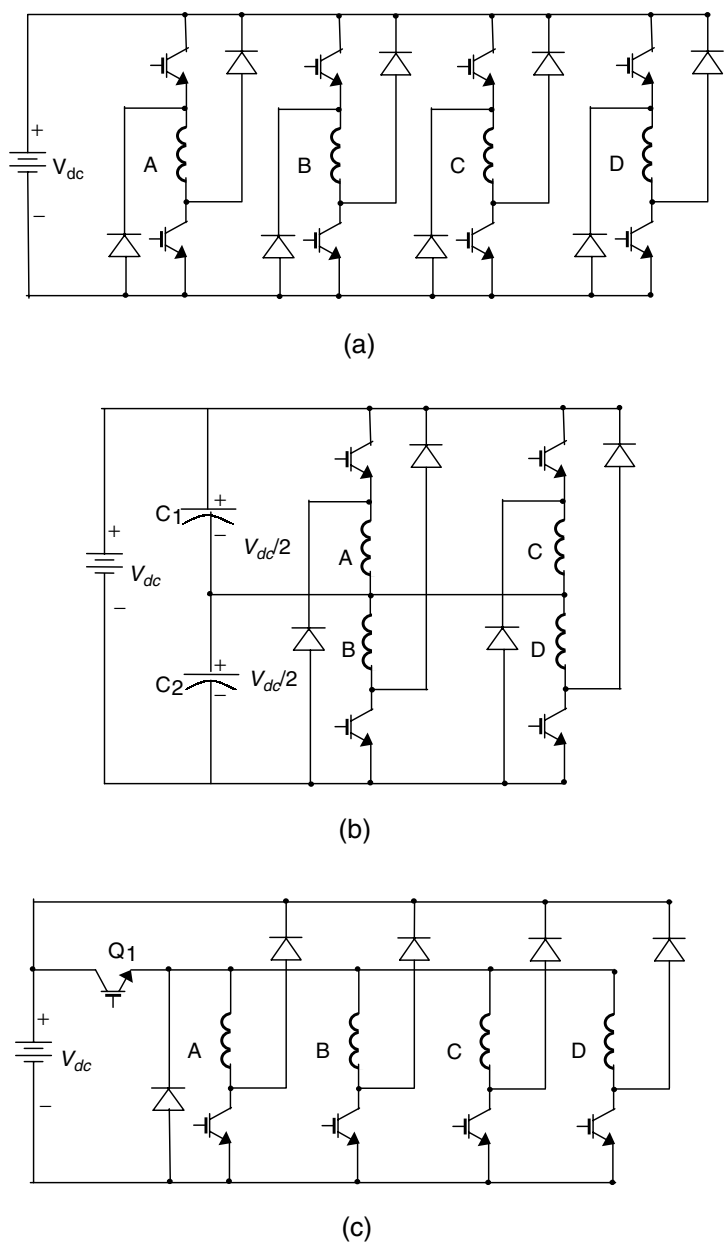 +
V_dc
−
A
B
C
D
(a)
+
V_dc
−
C1
+
−
V_dc/2
C2
+
−
V_dc/2
A
B
C
D
(b)
Q1
+
V_dc
−
A
B
C
D
(c)